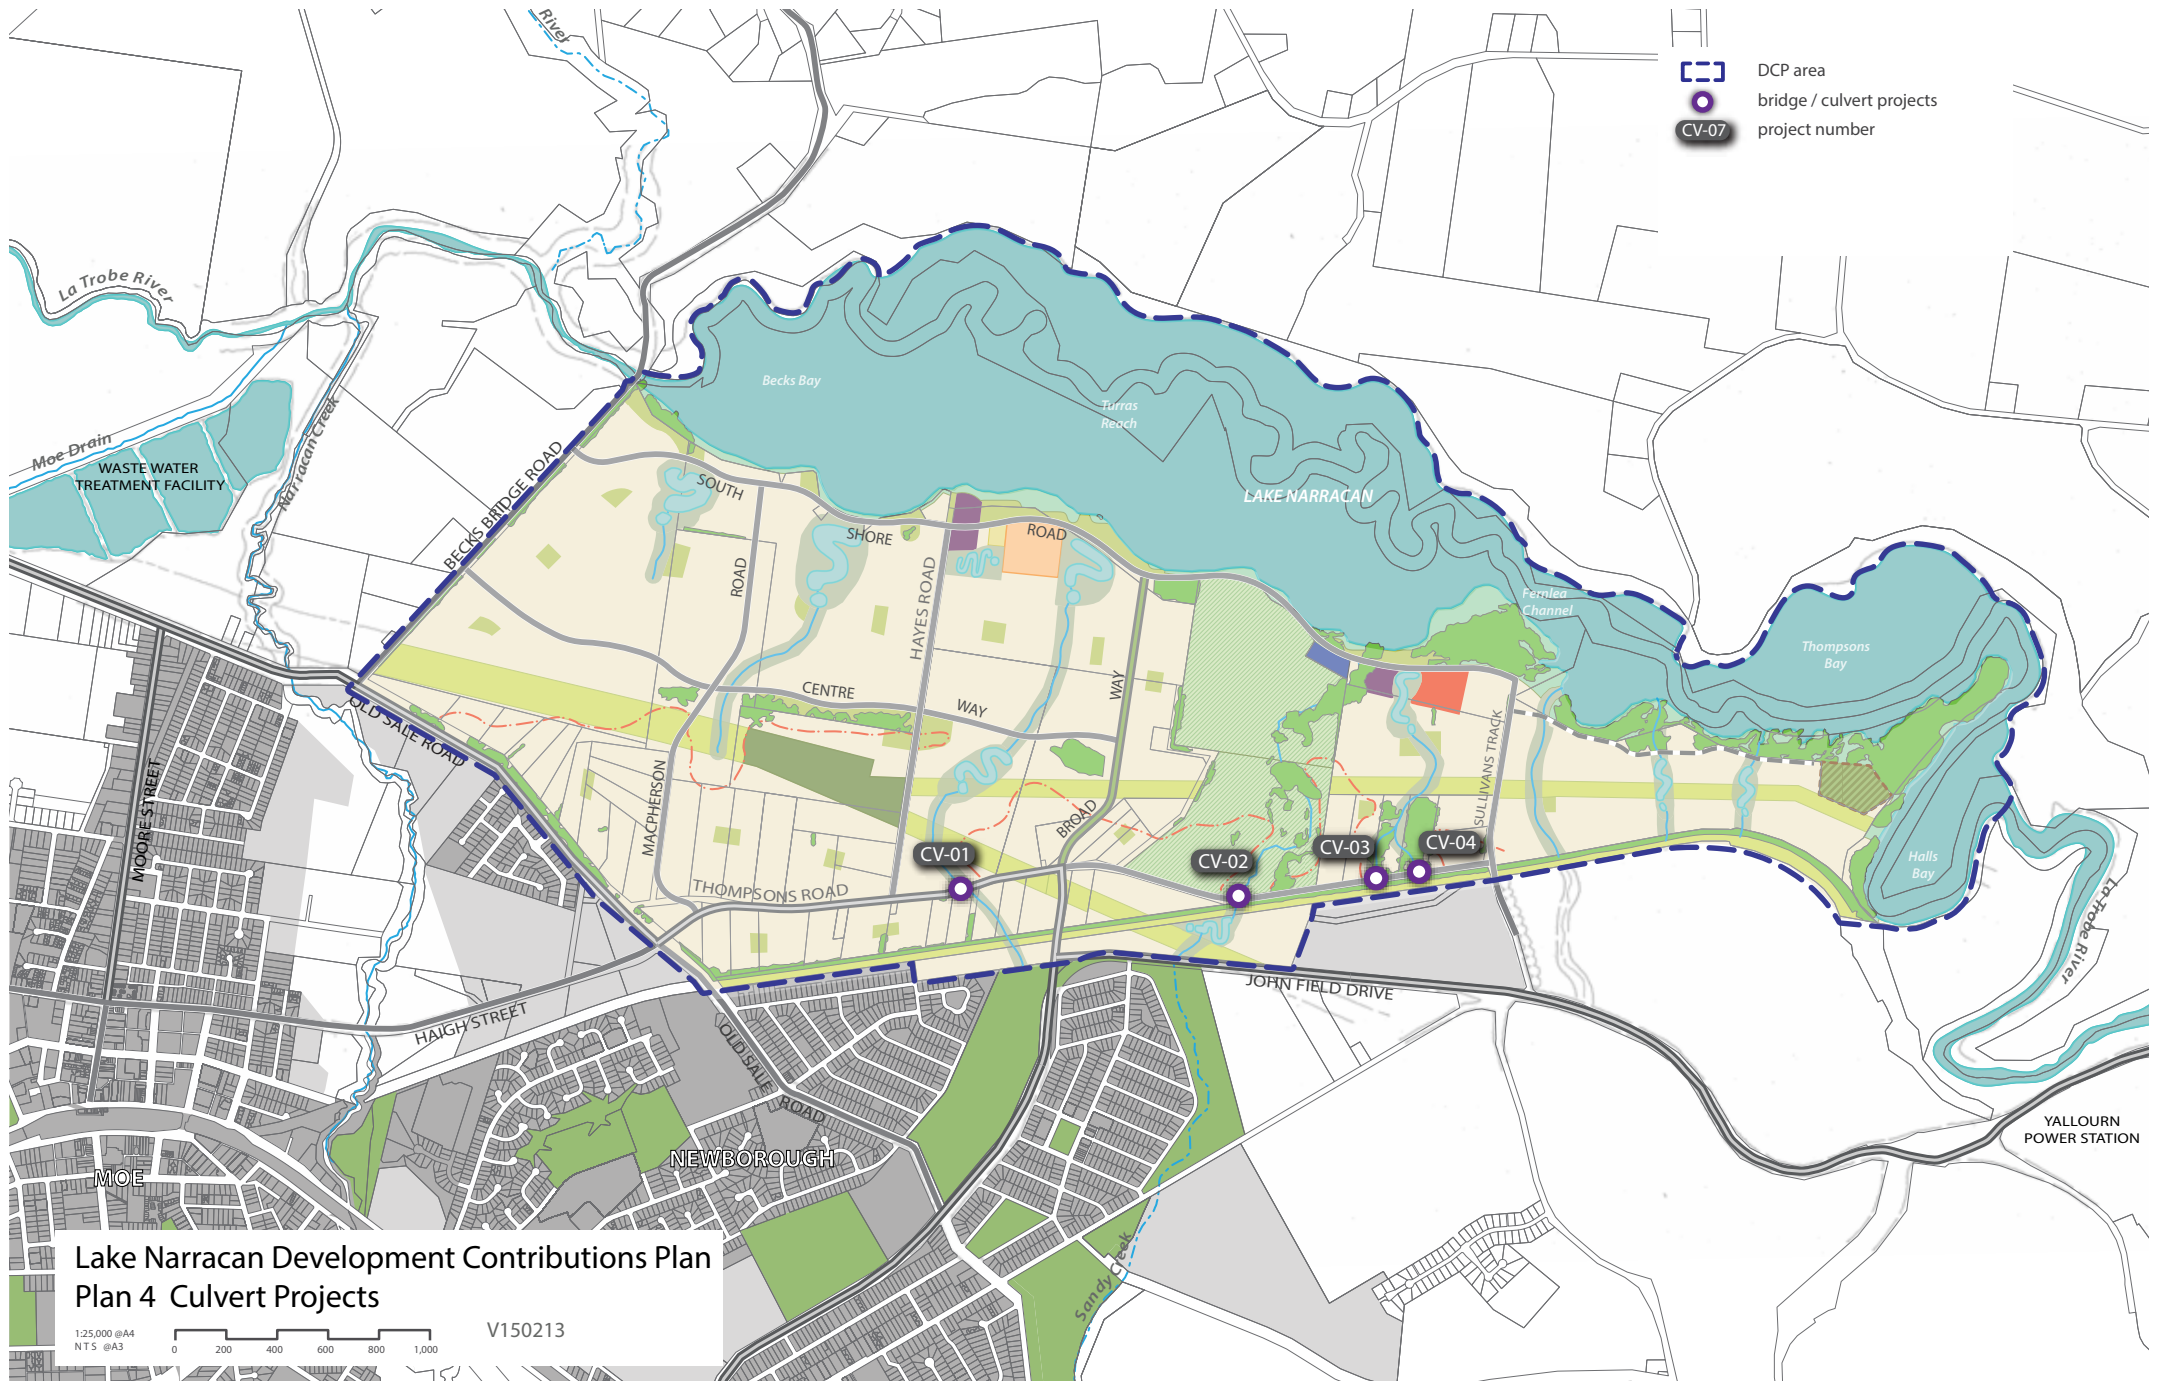 River
DCP area
bridge / culvert projects
CV-07
project number
La Trobe River
Becks Bay
Turras
Reach
Moe Drain
Narracan Creek
WASTE WATER
TREATMENT FACILITY
BECKS BRIDGE ROAD
SOUTH
SHORE
ROAD
LAKE NARRACAN
ROAD
HAYES ROAD
Fernlea
Channel
Thompsons
Bay
CENTRE
WAY
WAY
OLD SALE ROAD
MOORE STREET
MACPHERSON
BROAD
SULLIVANS TRACK
CV-01
CV-02
CV-03
CV-04
Halls
Bay
THOMPSONS ROAD
La Trobe River
JOHN FIELD DRIVE
HAIGH STREET
OLD SALE
ROAD
YALLOURN
POWER STATION
NEWBOROUGH
MOE
Sandy Creek
Lake Narracan Development Contributions Plan
Plan 4 Culvert Projects
V150213
1:25,000 @A4
N T S @A3
0 200 400 600 800 1,000